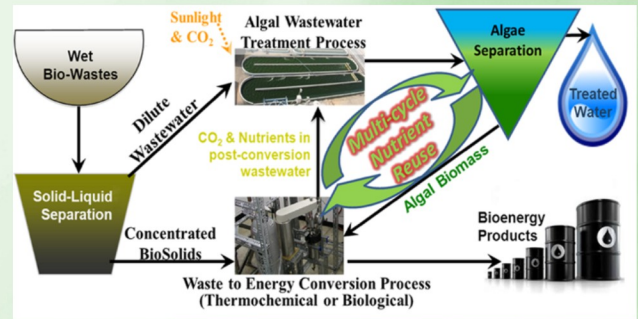 Sunlight
& CO2
Algal Wastewater
Treatment Process
Algae
Separation
Wet
Bio-Wastes
Treated
Water
Dilute
Wastewater
CO2 & Nutrients in
post-conversion
wastewater
Multi-cycle
Nutrient
Reuse
Algal Biomass
Solid-Liquid
Separation
Concentrated
BioSolids
Bioenergy
Products
Waste to Energy Conversion Process
(Thermochemical or Biological)